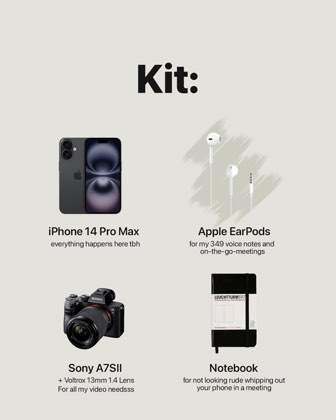 Kit:
iPhone 14 Pro Max
everything happens here tbh
Apple EarPods
for my 349 voice notes and
on-the-go-meetings
SONY
LEUCHTTURM
Sony A7SII
+ Voltrox 13mm 1.4 Lens
For all my video needsss
Notebook
for not looking rude whipping out
your phone in a meeting